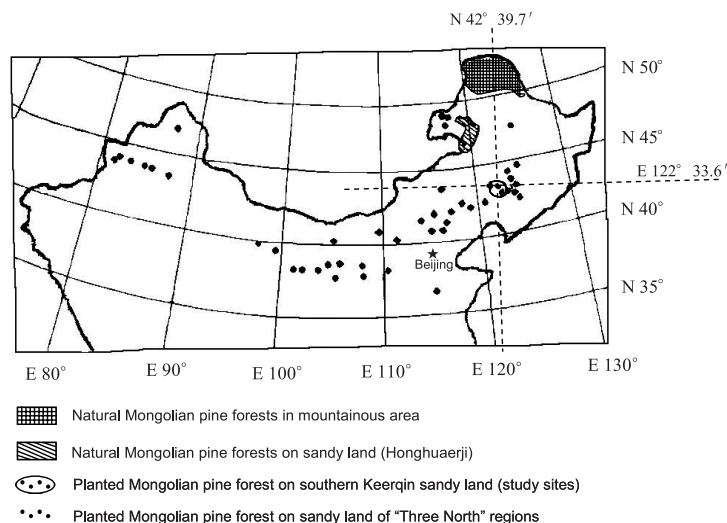 N 42° 39.7′
N 50°
N 45°
E 122° 33.6′
N 40°
Beijing
N 35°
E 80° E 90° E 100° E 110° E 120° E 130°
Natural Mongolian pine forests in mountainous area
Natural Mongolian pine forests on sandy land (Honghuaerji)
Planted Mongolian pine forest on southern Keerqin sandy land (study sites)
Planted Mongolian pine forest on sandy land of “Three North” regions